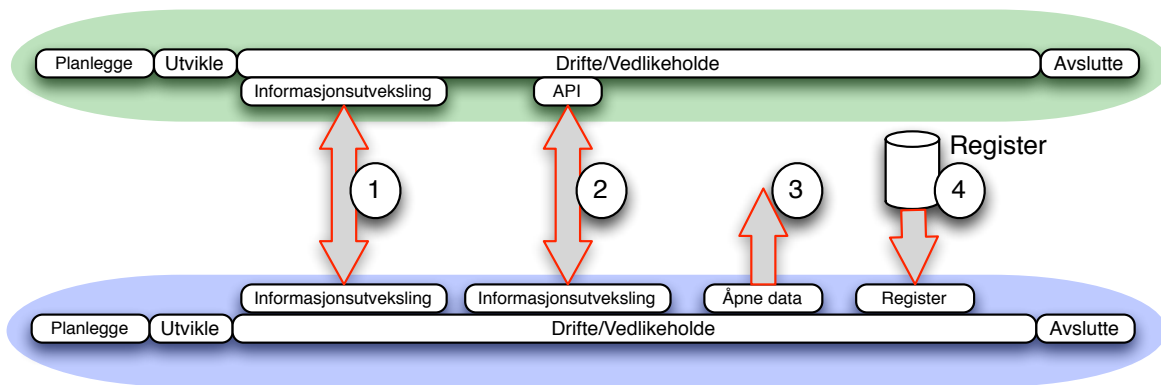 Planlegge
Utvikle
Drifte/Vedlikeholde
Avslutte
Informasjonsutveksling
API
Register
1
2
3
4
Informasjonsutveksling
Informasjonsutveksling
Åpne data
Register
Planlegge
Utvikle
Drifte/Vedlikeholde
Avslutte